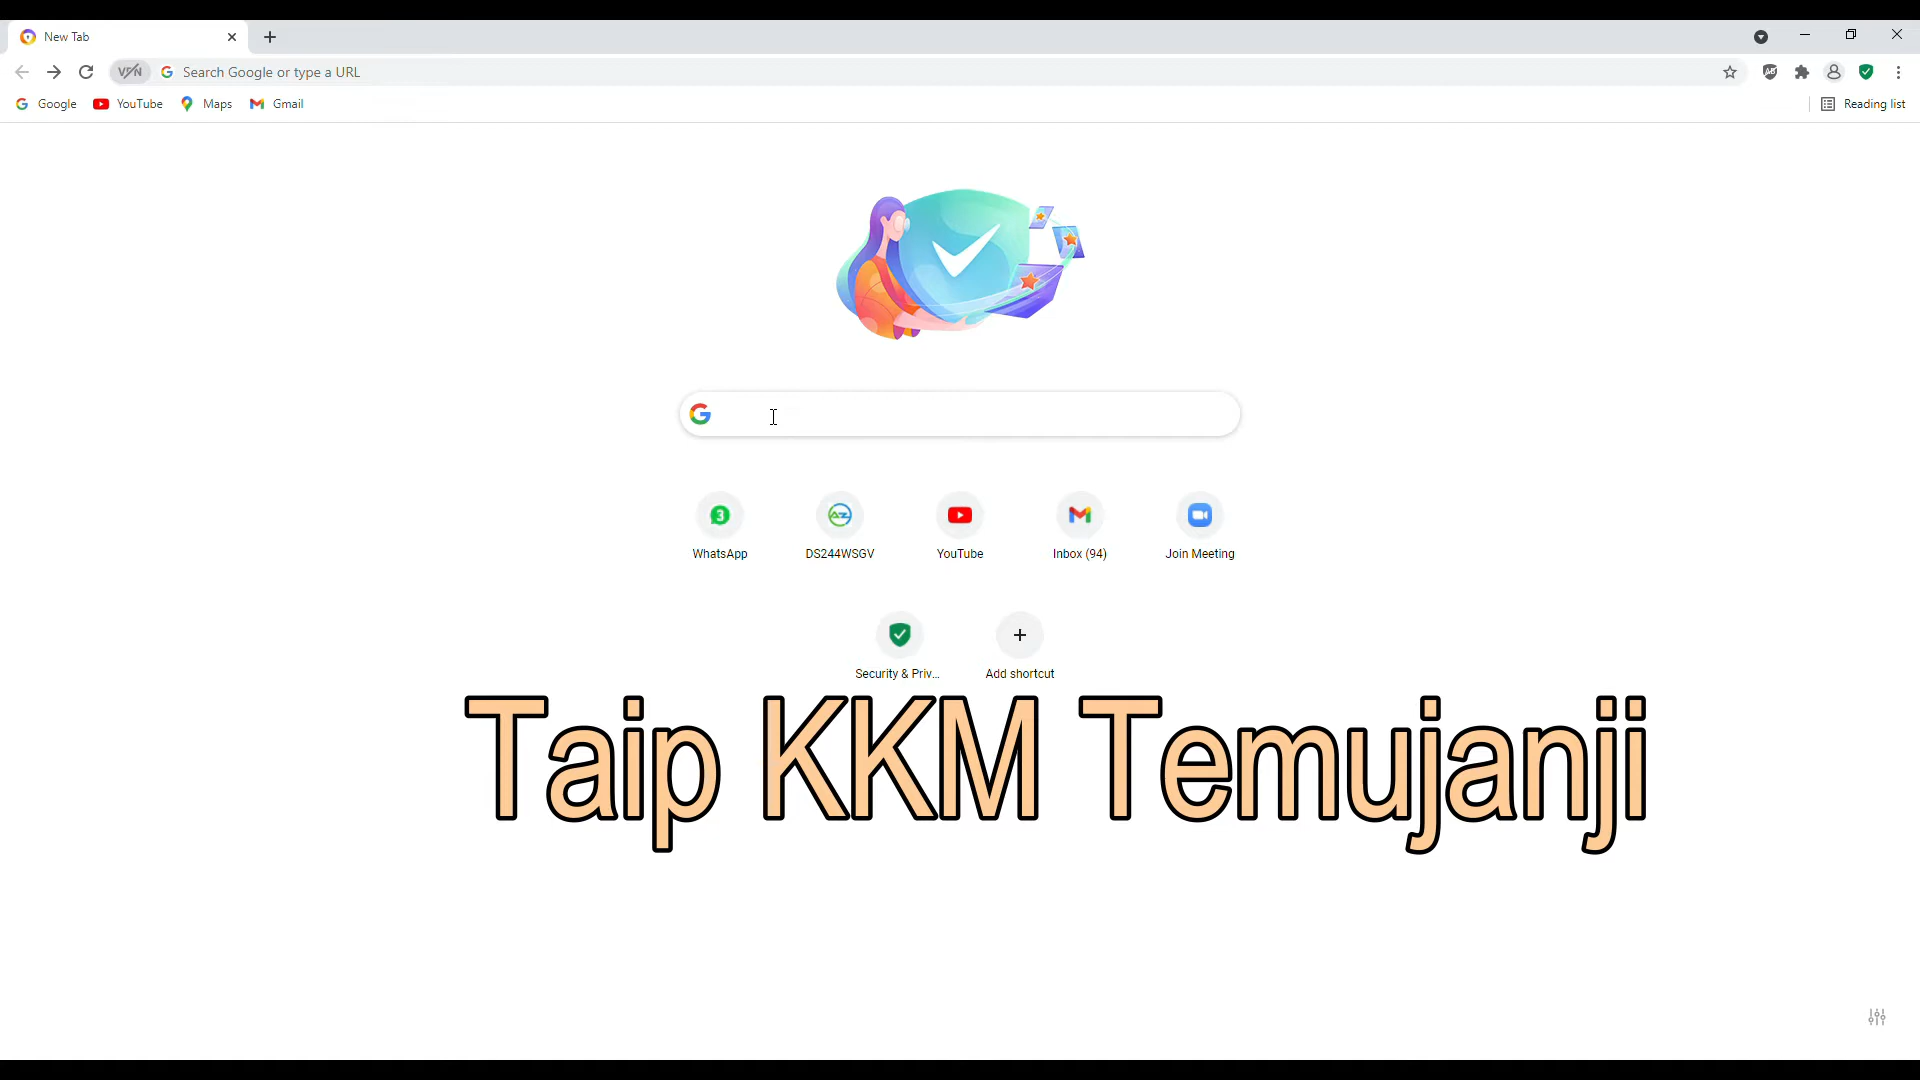 New Tab
VPN
Search Google or type a URL
Google
YouTube
Maps
Gmail
Reading list
WhatsApp
DS244WSGV
YouTube
Inbox (94)
Join Meeting
Security & Priv...
Add shortcut
Taip KKM Temujanji